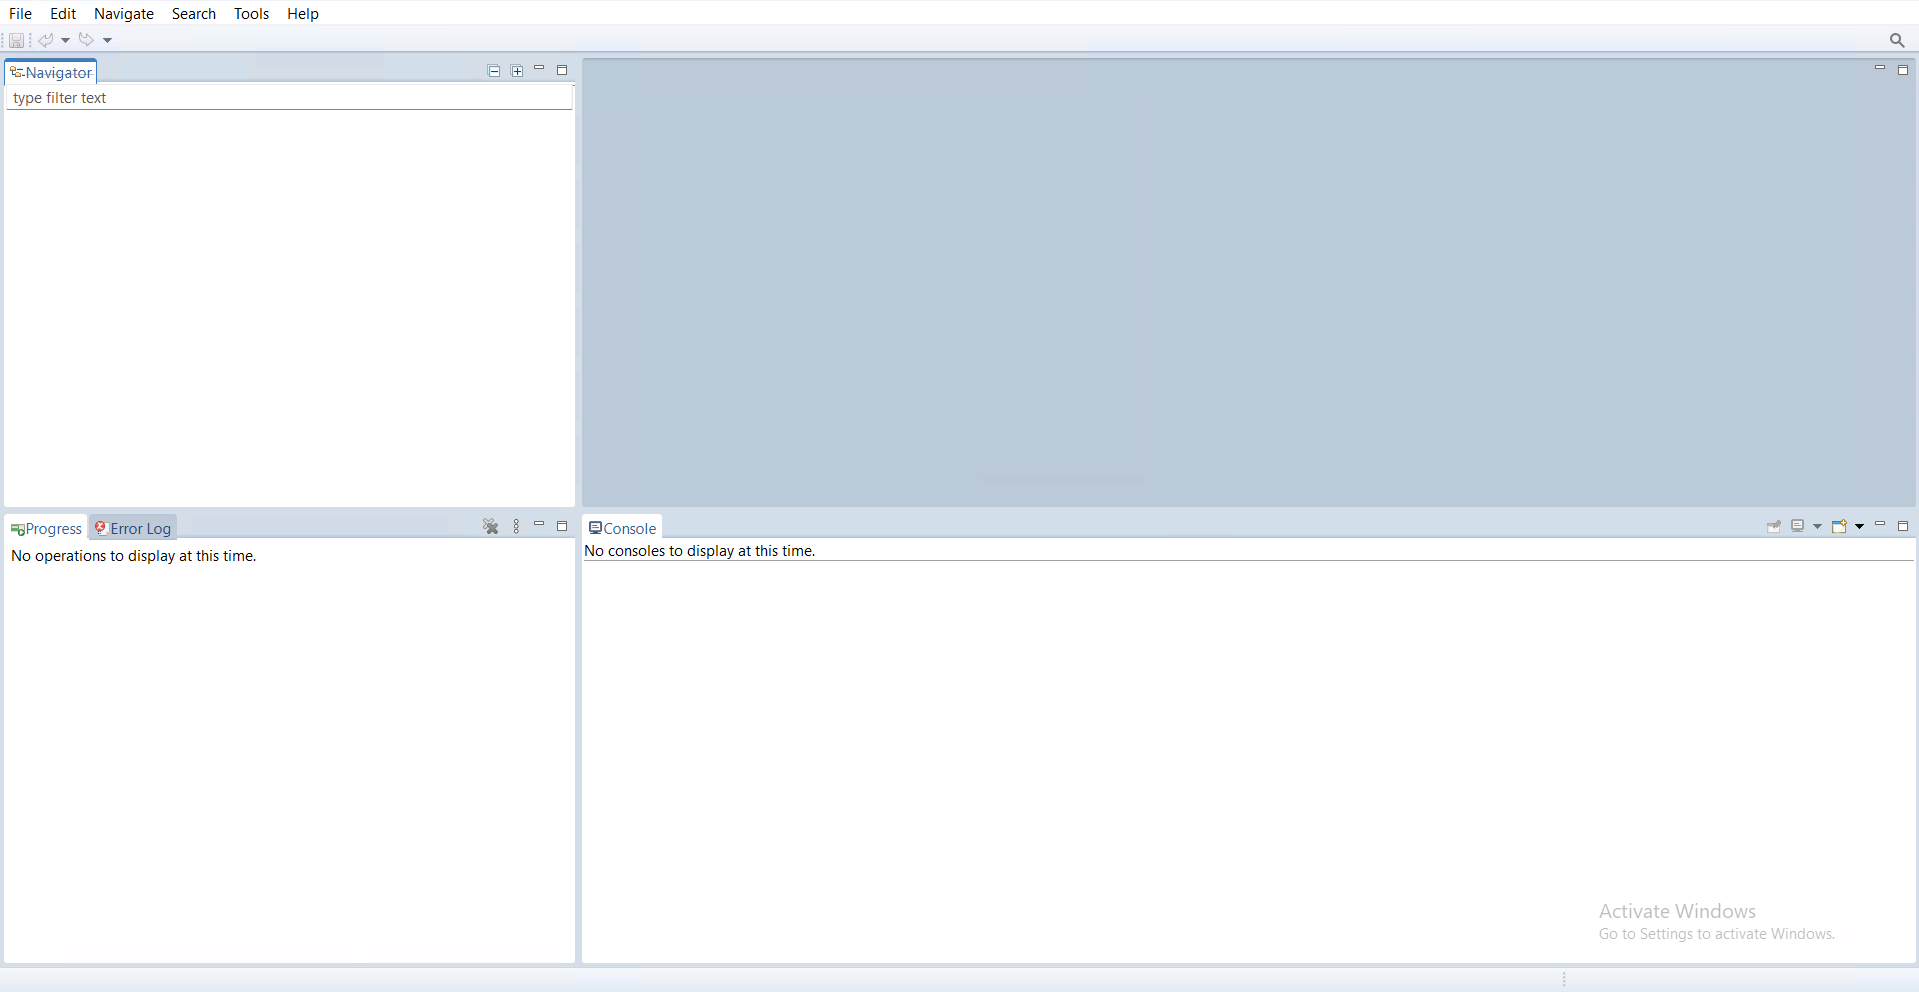 File Edit Navigate Search Tools Help
Navigator
type filter text
Progress Error Log
No operations to display at this time.
Console
No consoles to display at this time.
Activate Windows
Go to Settings to activate Windows.